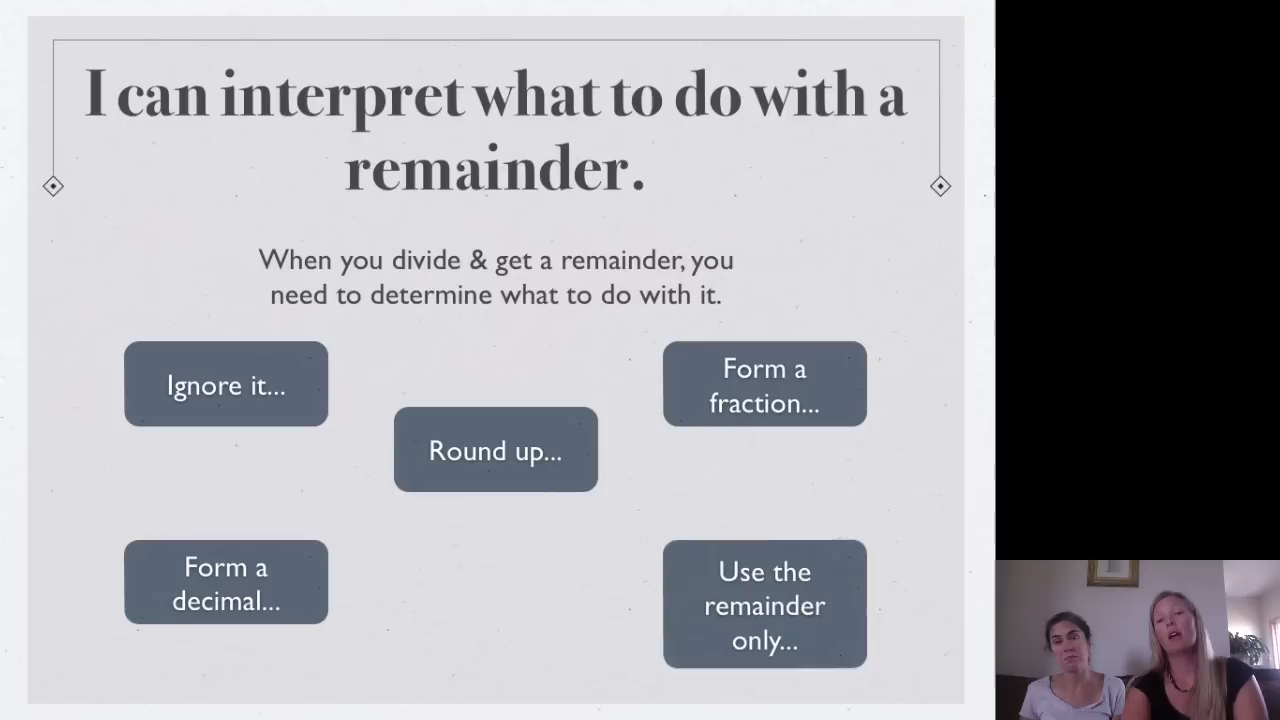 I can interpret what to do with a
remainder.
When you divide & get a remainder, you
need to determine what to do with it.
Ignore it...
Form a
fraction...
Round up...
Form a
decimal...
Use the
remainder
only...